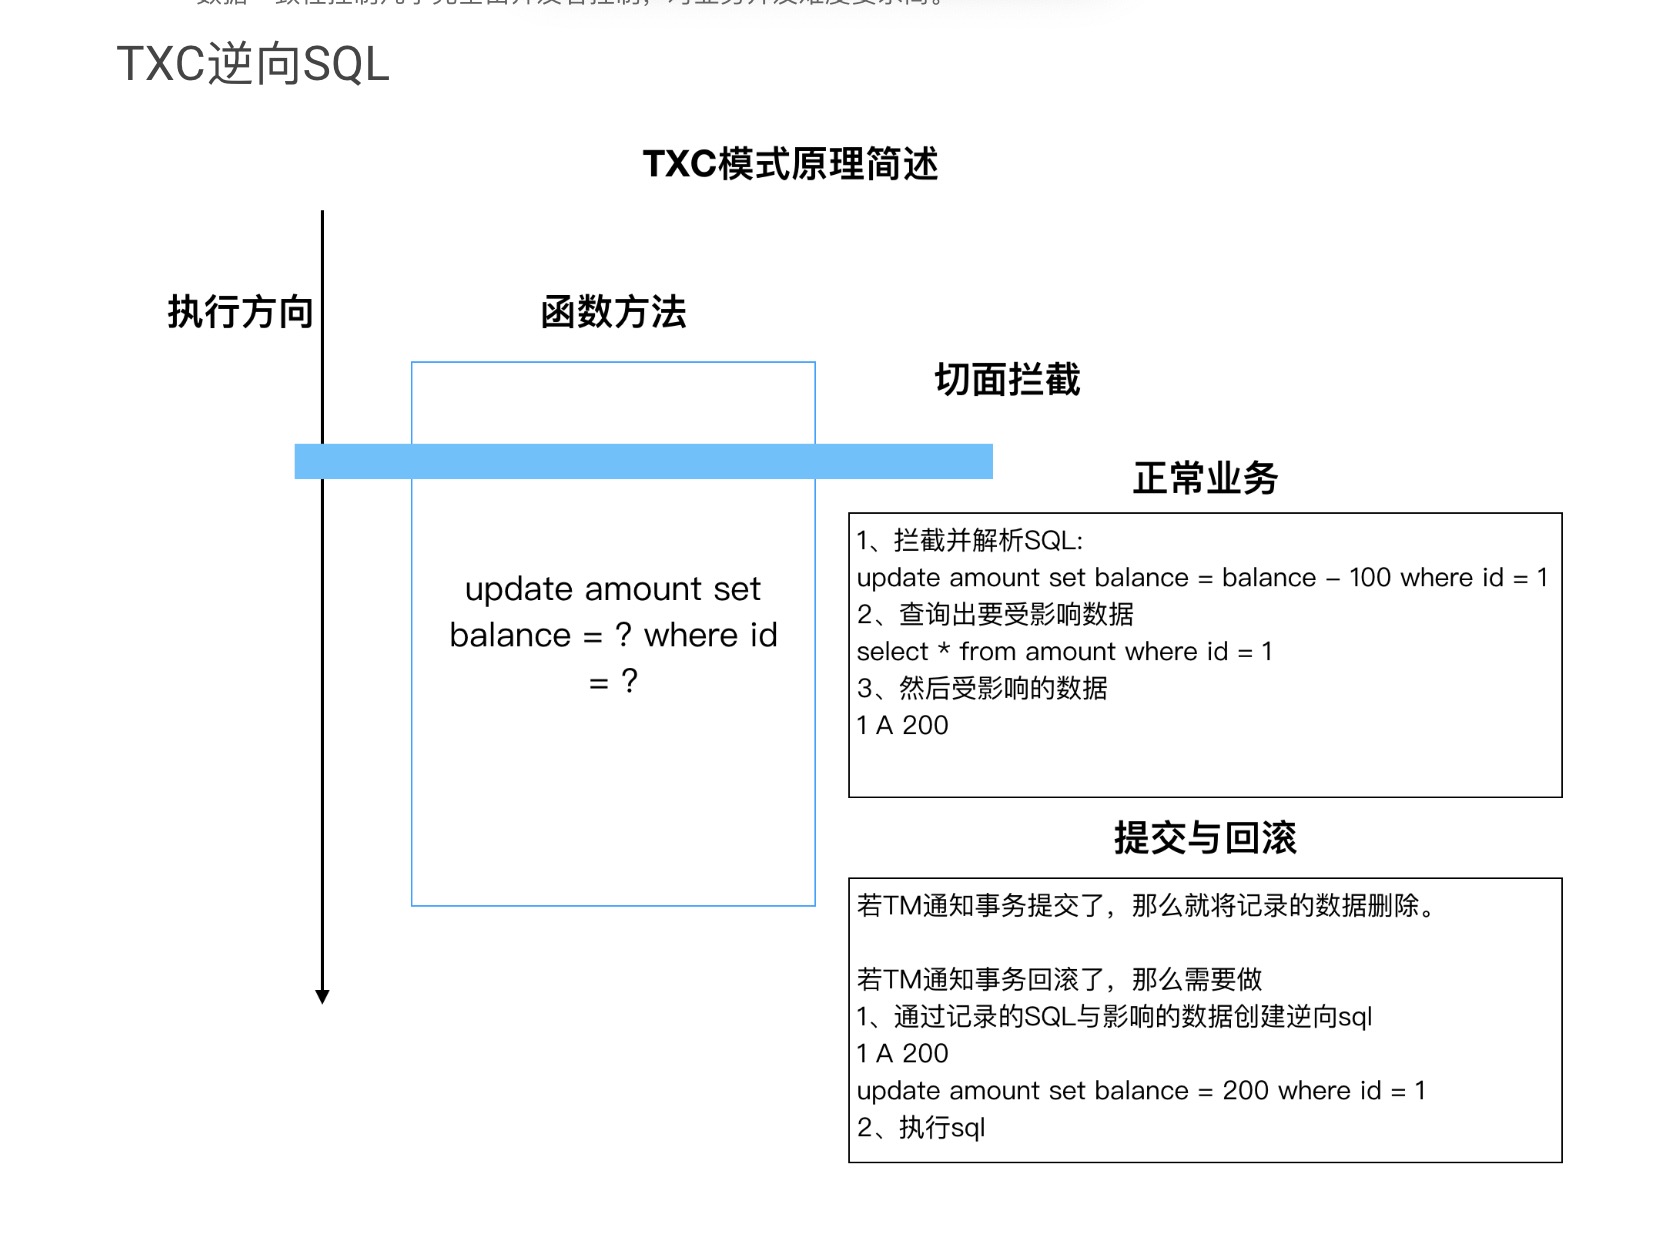 TXC逆向SQL
TXC模式原理简述
执行方向
函数方法
切面拦截
update amount set
balance = ? where id
= ?
正常业务
1、拦截并解析SQL:
update amount set balance = balance – 100 where id = 1
2、查询出要受影响数据
select * from amount where id = 1
3、然后受影响的数据
1 A 200
提交与回滚
若TM通知事务提交了，那么就将记录的数据删除。
若TM通知事务回滚了，那么需要做
1、通过记录的SQL与影响的数据创建逆向sql
1 A 200
update amount set balance = 200 where id = 1
2、执行sql